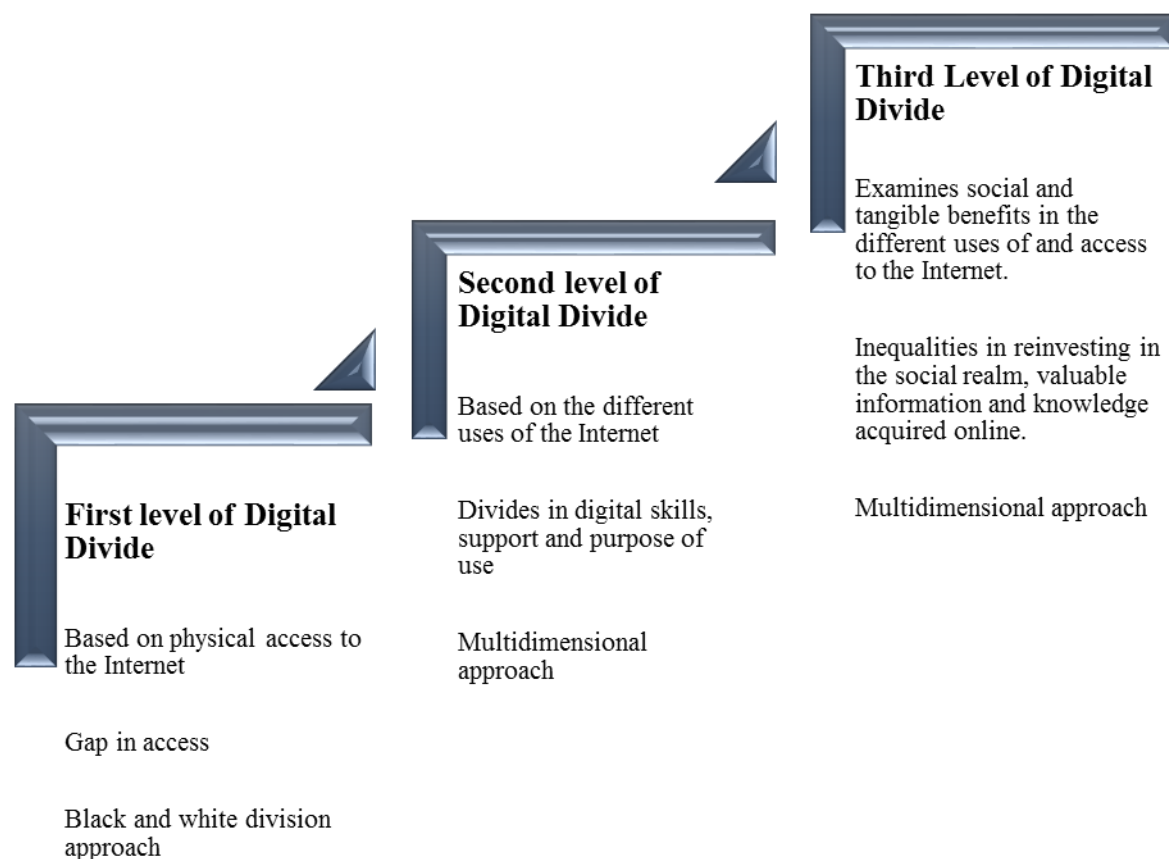 First level of Digital
Divide
Based on physical access to
the Internet
Gap in access
Black and white division
approach
Second level of
Digital Divide
Based on the different
uses of the Internet
Divides in digital skills,
support and purpose of
use
Multidimensional
approach
Third Level of Digital
Divide
Examines social and
tangible benefits in the
different uses of and access
to the Internet.
Inequalities in reinvesting in
the social realm, valuable
information and knowledge
acquired online.
Multidimensional approach